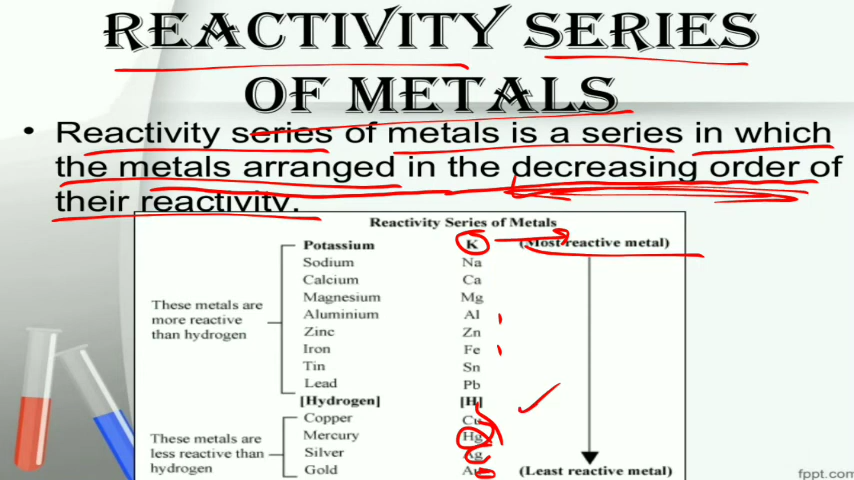 REACTIVITY SERIES
OF METALS
• Reactivity series of metals is a series in which
the metals arranged in the decreasing order of
their reactivity.
Reactivity Series of Metals
Potassium K (Most reactive metal)
Sodium Na
Calcium Ca
Magnesium Mg
Aluminium Al
Zinc Zn
Iron Fe
Tin Sn
Lead Pb
[Hydrogen] [H]
Copper Cu
Mercury Hg
Silver Ag
Gold Au (Least reactive metal)
These metals are
more reactive
than hydrogen
These metals are
less reactive than
hydrogen
fppt.com